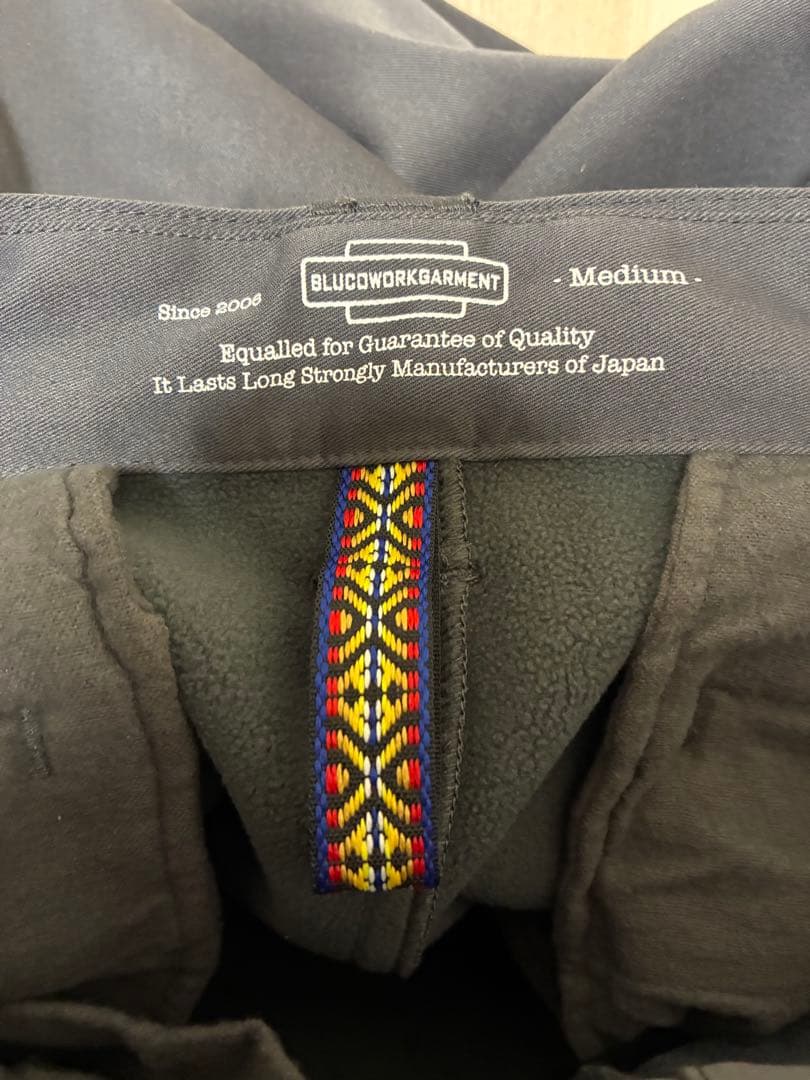 BLUCOWORKGARMENT
Since 2006
- Medium -
Equalled for Guarantee of Quality
It Lasts Long Strongly Manufacturers of Japan